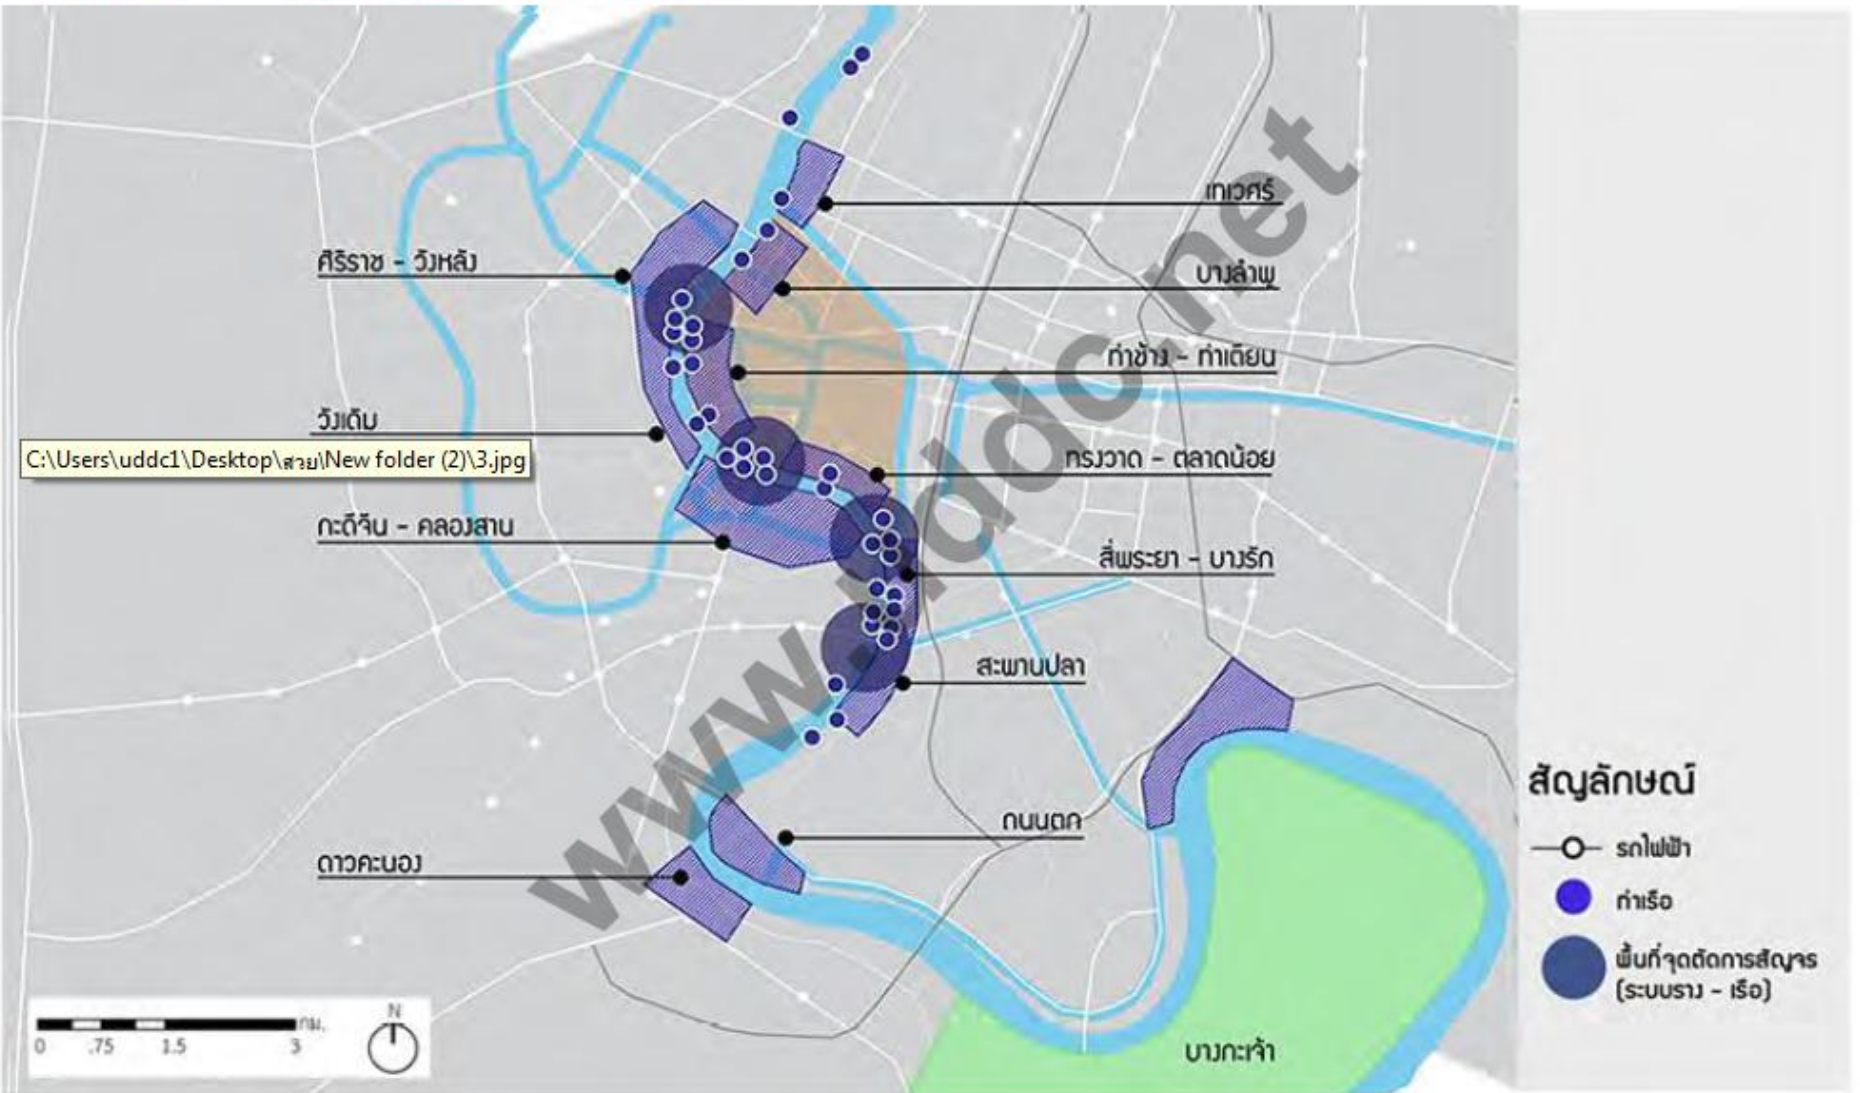 เทเวศร์
ศิริราช - วังหลัง
บางลำพู
ท่าช้าง - ท่าเตียน
วังเดิม
C:\Users\uddc1\Desktop\สวย\New folder (2)\3.jpg
ทรงวาด - ตลาดน้อย
กะดีจีน - คลองสาน
สี่พระยา - บางรัก
สะพานปลา
ถนนตก
ดาวคะนอง
บางกะเจ้า
สัญลักษณ์
รถไฟฟ้า
ท่าเรือ
พื้นที่จุดตัดการสัญจร
(ระบบราง - เรือ)
กม.
0 .75 1.5 3
N
www.uddc.net